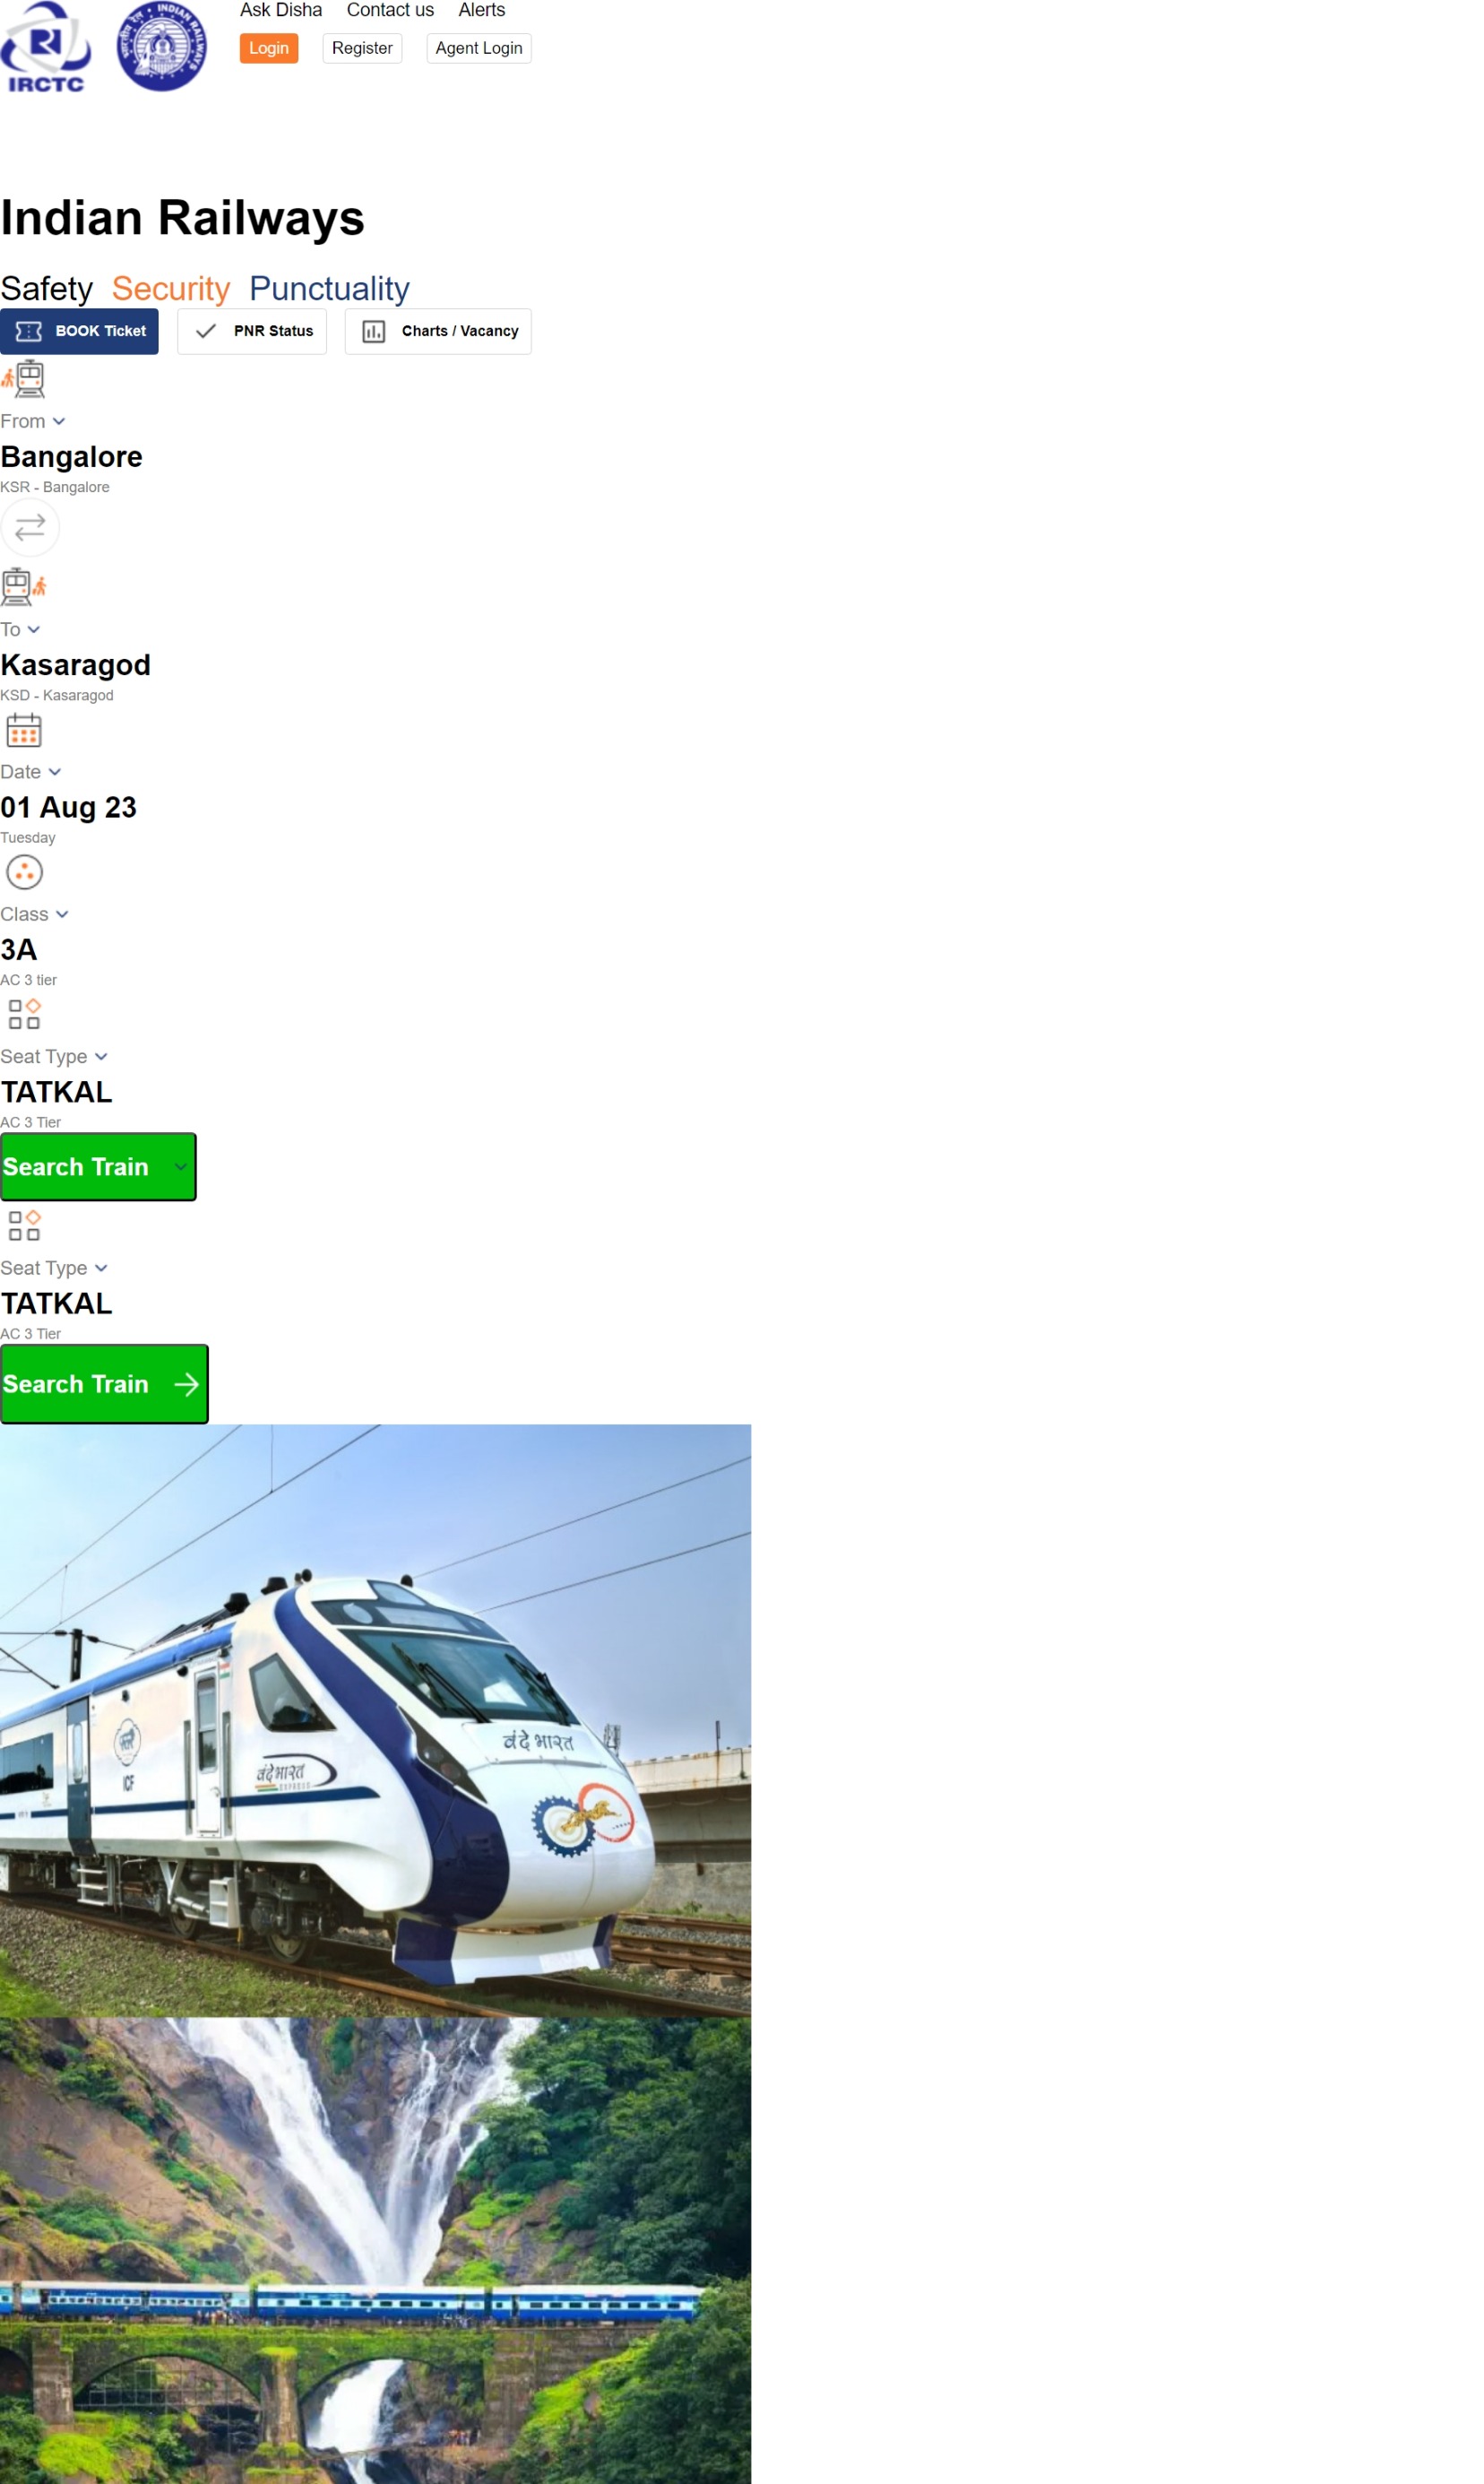 Ask Disha Contact us Alerts
Login Register Agent Login
IRCTC
INDIAN RAILWAYS
Indian Railways
Safety Security Punctuality
BOOK Ticket PNR Status Charts / Vacancy
From
Bangalore
KSR - Bangalore
To
Kasaragod
KSD - Kasaragod
Date
01 Aug 23
Tuesday
Class
3A
AC 3 tier
Seat Type
TATKAL
AC 3 Tier
Search Train
Seat Type
TATKAL
AC 3 Tier
Search Train
वंदे भारत
वंदे भारत
EXPRESS
ICF